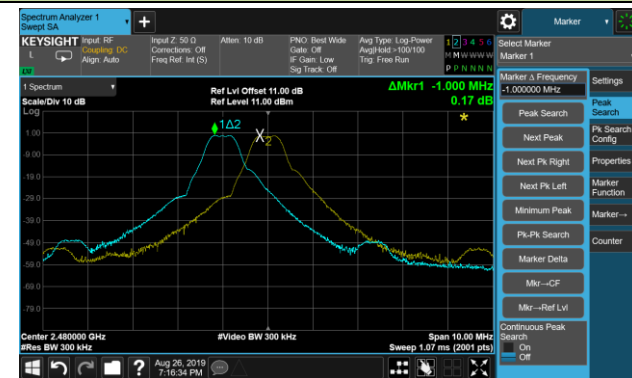 Spectrum Analyzer 1
Swept SA
+
Marker
KEYSIGHT
L
Input: RF
Coupling: DC
Align: Auto
Input Z: 50 Ω
Corrections: Off
Freq Ref: Int (S)
Atten: 10 dB
PNO: Best Wide
Gate: Off
IF Gain: Low
Sig Track: Off
Avg Type: Log-Power
Avg|Hold >100/100
Trig: Free Run
1 2 3 4 5 6
M M W W W W
P P N N N N
Select Marker
Marker 1
1 Spectrum
Scale/Div 10 dB
Log
Ref Lvl Offset 11.00 dB
Ref Level 11.00 dBm
ΔMkr1 -1.000 MHz
0.17 dB
*
1Δ2
X2
1.00
-9.00
-19.0
-29.0
-39.0
-49.0
-59.0
-69.0
-79.0
Center 2.480000 GHz
#Res BW 300 kHz
#Video BW 300 kHz
Span 10.00 MHz
Sweep 1.07 ms (2001 pts)
Marker Δ Frequency
-1.000000 MHz
Peak Search
Next Peak
Next Pk Right
Next Pk Left
Minimum Peak
Pk-Pk Search
Marker Delta
Mkr→CF
Mkr→Ref Lvl
Continuous Peak
Search
On
Off
Settings
Peak
Search
Pk Search
Config
Properties
Marker
Function
Marker→
Counter
?
Aug 26, 2019
7:16:34 PM